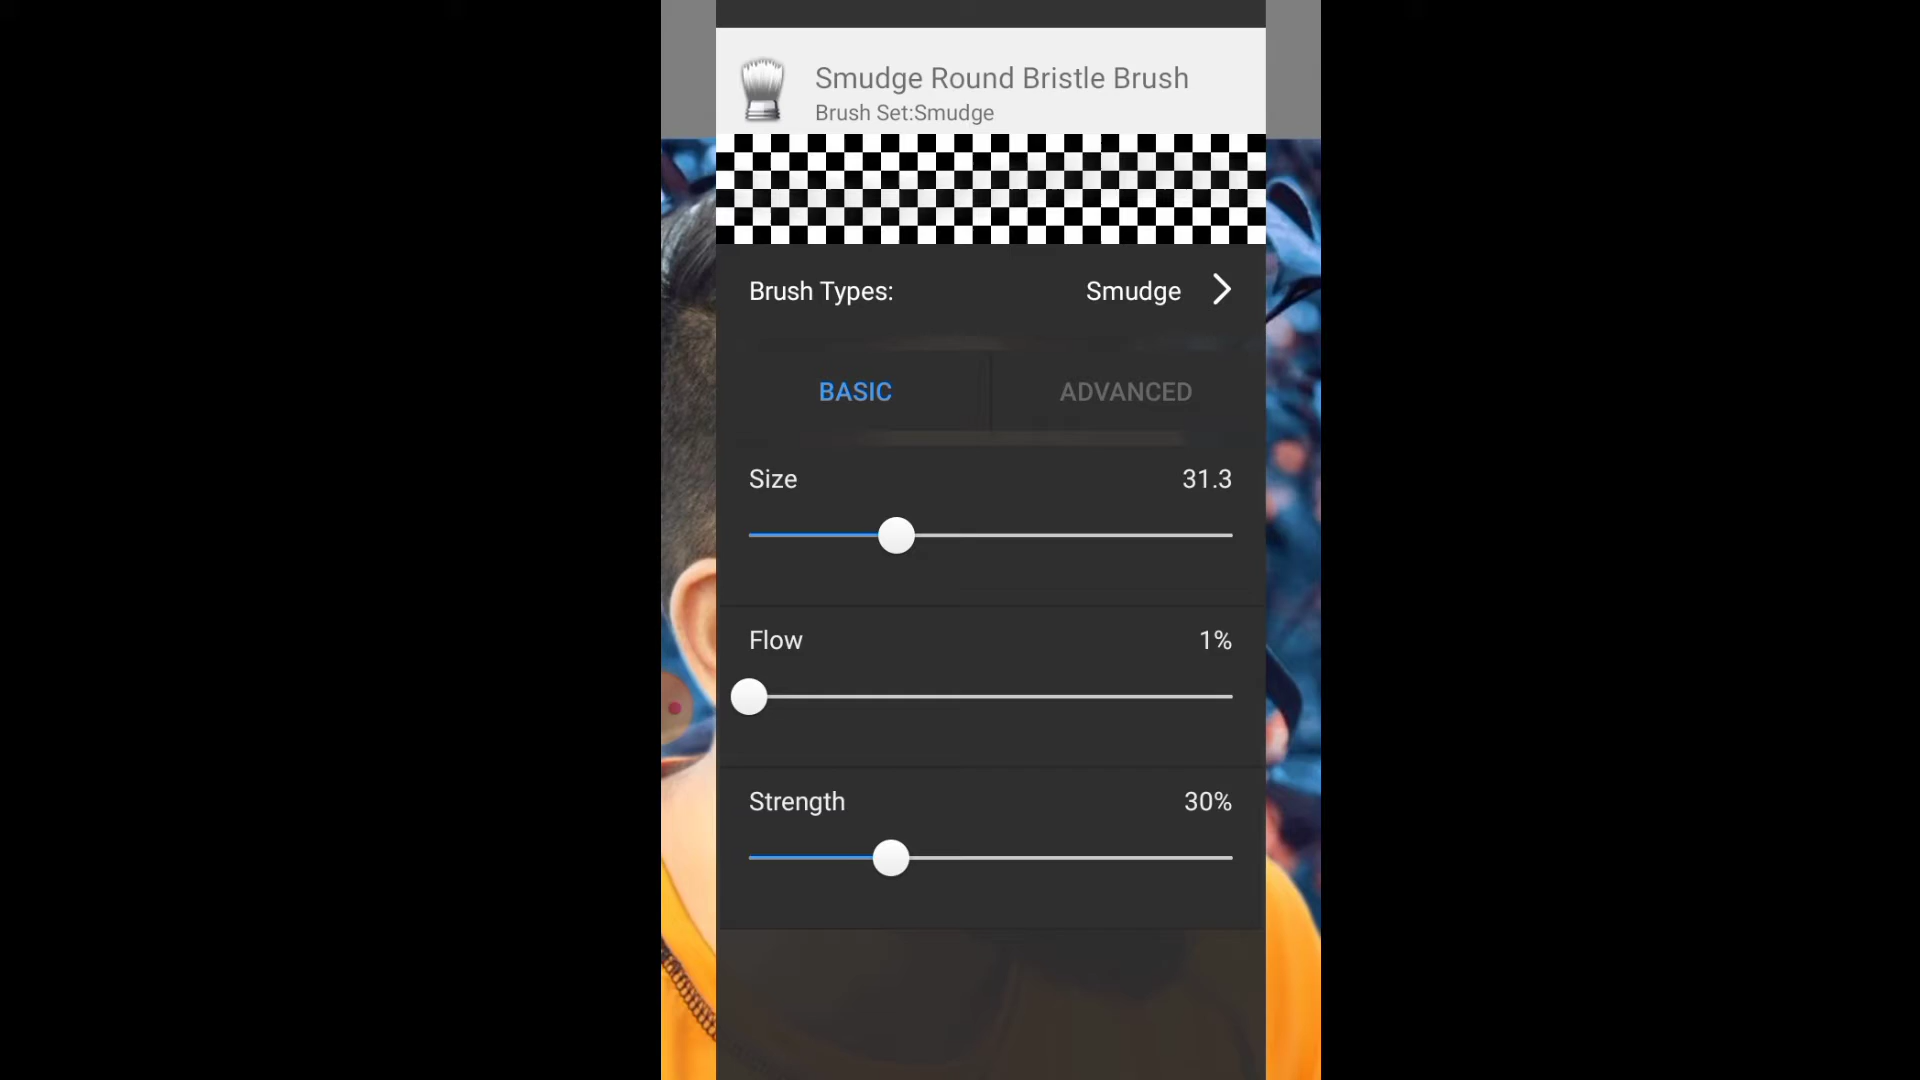 Smudge Round Bristle Brush
Brush Set:Smudge
Brush Types: Smudge
BASIC ADVANCED
Size 31.3
Flow 1%
Strength 30%